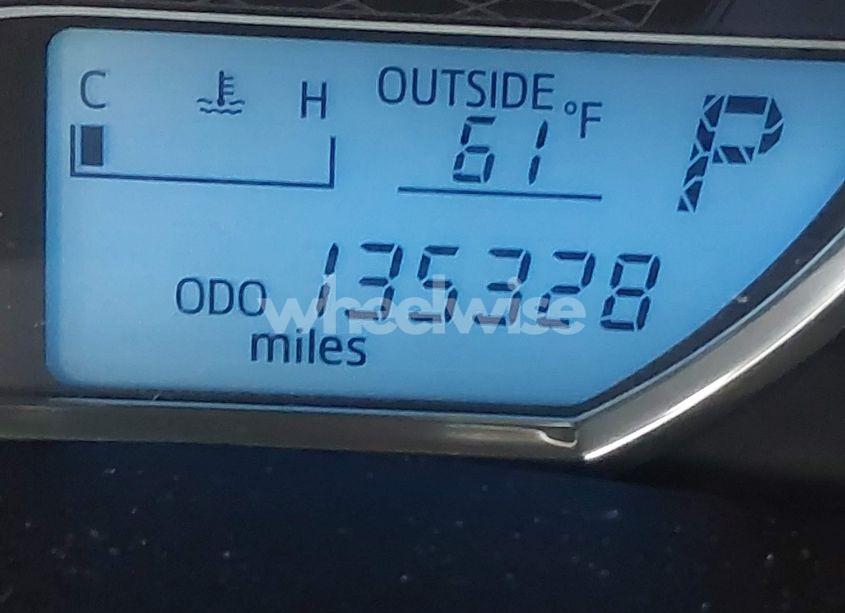 C H OUTSIDE P
61 °F
ODO 135328
miles
wheelwise